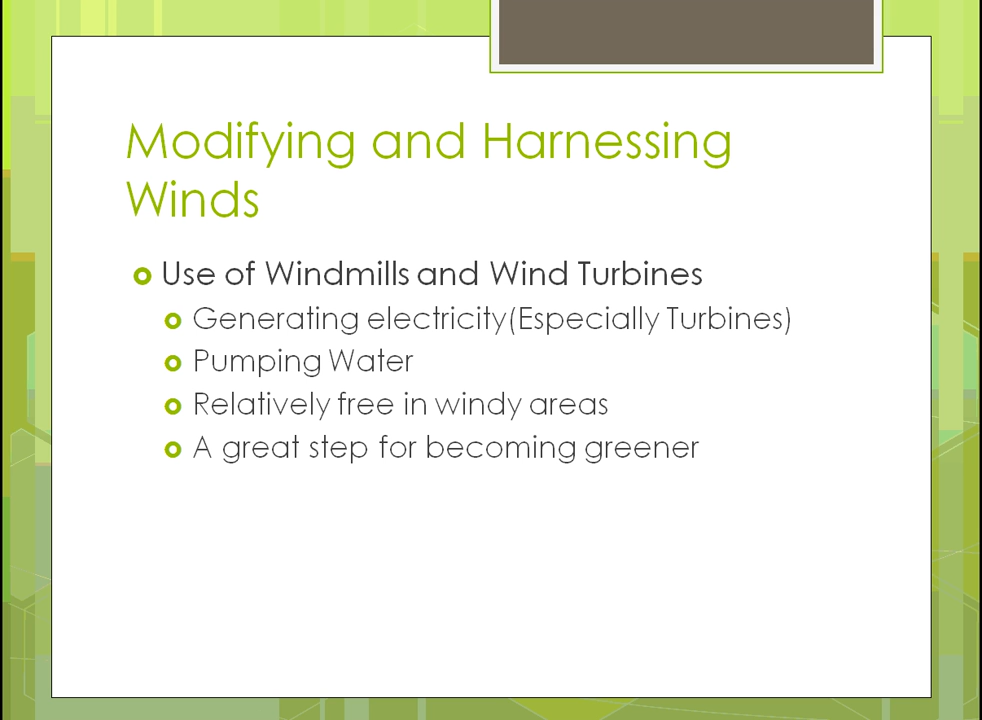 Modifying and Harnessing
Winds
Use of Windmills and Wind Turbines
Generating electricity(Especially Turbines)
Pumping Water
Relatively free in windy areas
A great step for becoming greener